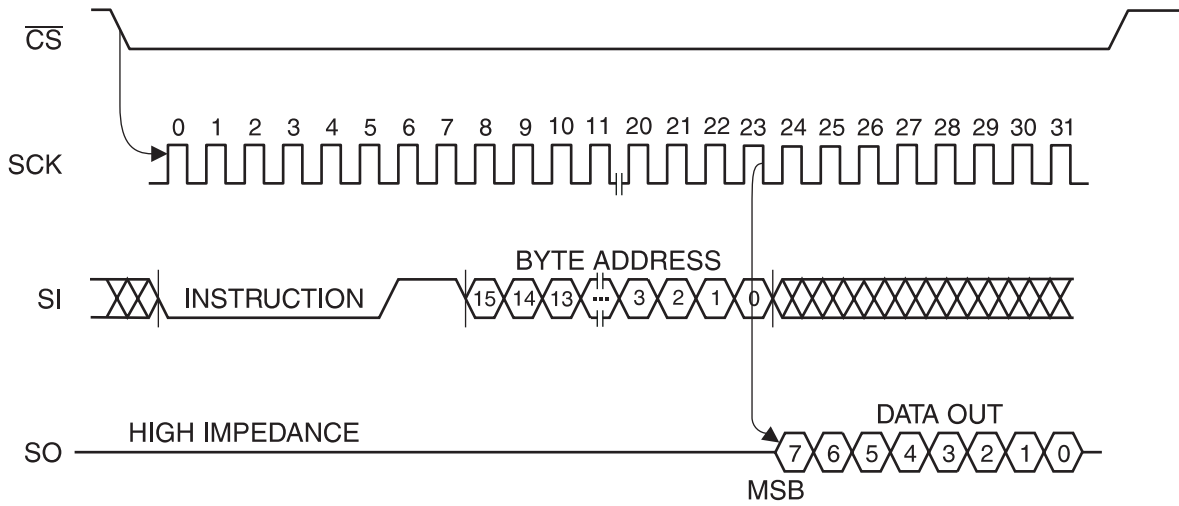 CS
0 1 2 3 4 5 6 7 8 9 10 11 20 21 22 23 24 25 26 27 28 29 30 31
SCK
BYTE ADDRESS
SI INSTRUCTION 15 14 13 ... 3 2 1 0
DATA OUT
HIGH IMPEDANCE
SO 7 6 5 4 3 2 1 0
MSB